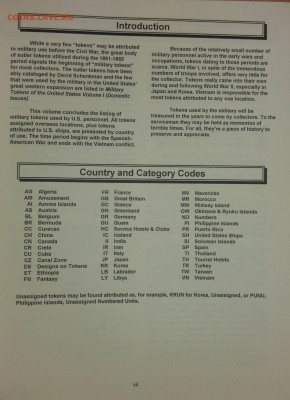 Introduction
While a very few "tokens" may be attributed
to military use before the Civil War, the great body
of sutler tokens utilized during the 1861-1865
period signals the beginning of "military tokens"
for most collectors. The sutler tokens have been
ably cataloged by David Schenkman and the few
that were used by the military in the United States'
great western expansion are listed in Military
Tokens of the United States Volume I (Domestic
Issues).
This volume concludes the listing of
military tokens used by U.S. personnel. All tokens
assigned overseas locations, plus tokens
attributed to U.S. ships, are presented by country
of use. The time period begins with the Spanish-
American War and ends with the Vietnam conflict.
Because of the relatively small number of
military personnel active in the early wars and
occupations, tokens dating to those periods are
scarce. World War I, in spite of the tremendous
numbers of troops involved, offers very little for
the collector. Tokens really came into their own
during and following World War II, especially in
Japan and Korea. Vietnam is responsible for the
most tokens attributed to any one location.
Tokens used by the military will be
treasured in the years to come by collectors. To the
servicemen they may be held as mementos of
terrible times. For all, they're a piece of history to
preserve and appreciate.
Country and Category Codes
AG Algeria
AM Amusement
AI Azores Islands
AS Austria
BL Belgium
BR Bermuda
CC Curacao
CH China
CN Canada
CR Crete
CU Cuba
CZ Canal Zone
DS Designs on Tokens
ET Ethiopia
FN Fantasy
FR France
GB Great Britain
GC Greece
GN Greenland
GR Germany
GU Guam
HC Service Hotels & Clubs
IC Iceland
II India
IR Iran
IT Italy
JP Japan
KR Korea
LB Labrador
LY Libya
MV Mavericks
MR Morocco
MW Midway Island
OW Okinawa & Ryuku Islands
NO Numbers
PI Philippine Islands
PR Puerto Rico
SH United States Ships
SI Solomon Islands
SP Spain
TI Thailand
TH Tourist Hotels
TR Turkey
TW Taiwan
VN Vietnam
Unassigned tokens may be found attributed as, for example, KRUN for Korea, Unassigned, or PUNU,
Philippine Islands, Unassigned Numbered Units.
vii